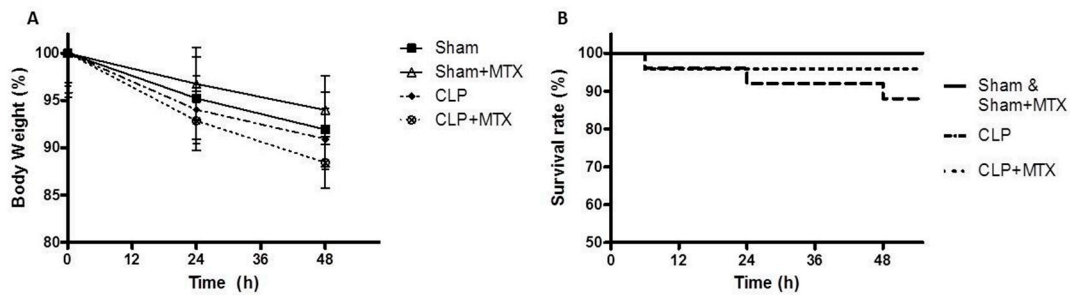 A
Body Weight (%)
100
95
90
85
80
0
12
24
36
48
Time (h)
Sham
Sham+MTX
CLP
CLP+MTX
B
Survival rate (%)
100
90
80
70
60
50
0
12
24
36
48
Time (h)
Sham &
Sham+MTX
CLP
CLP+MTX